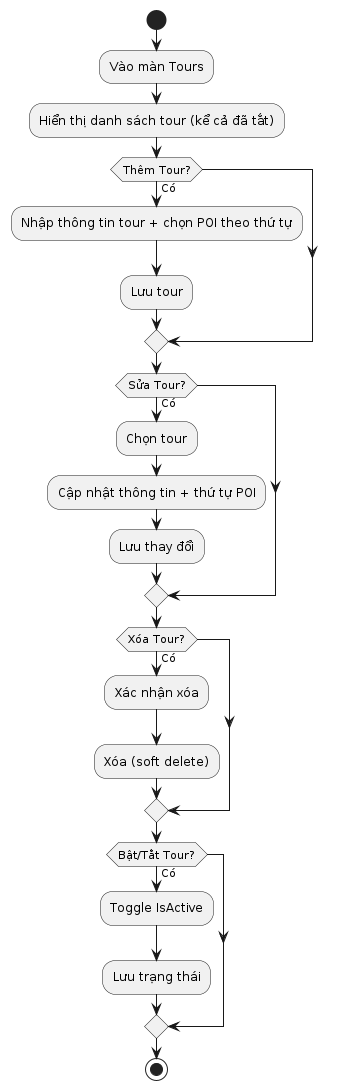 Vào màn Tours
Hiển thị danh sách tour (kể cả đã tắt)
Thêm Tour?
Có
Nhập thông tin tour + chọn POI theo thứ tự
Lưu tour
Sửa Tour?
Có
Chọn tour
Cập nhật thông tin + thứ tự POI
Lưu thay đổi
Xóa Tour?
Có
Xác nhận xóa
Xóa (soft delete)
Bật/Tắt Tour?
Có
Toggle IsActive
Lưu trạng thái